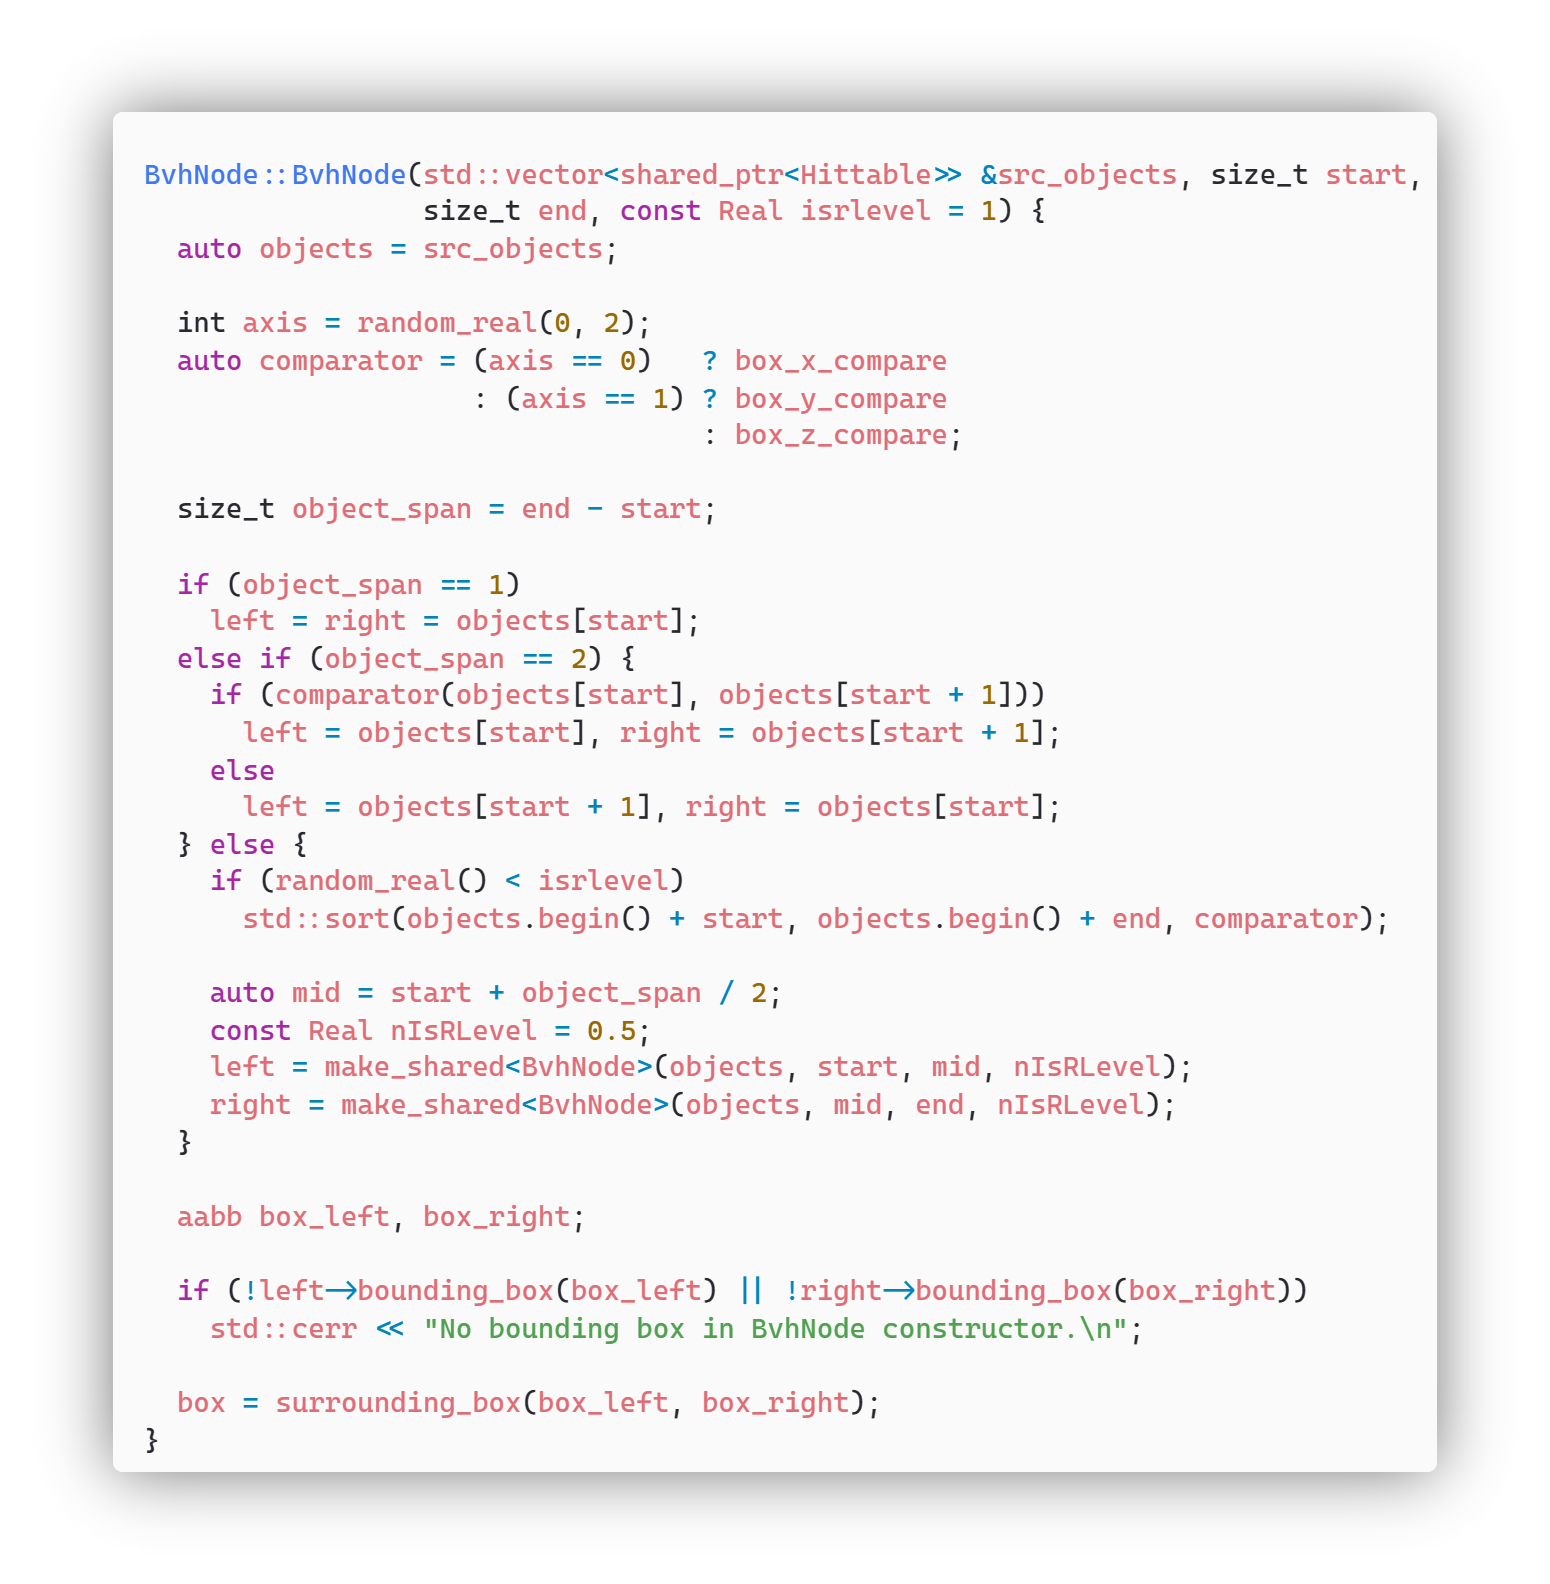 BvhNode::BvhNode(std::vector<shared_ptr<Hittable>> &src_objects, size_t start,
                 size_t end, const Real isrlevel = 1) {
  auto objects = src_objects;

  int axis = random_real(0, 2);
  auto comparator = (axis == 0)   ? box_x_compare
                    : (axis == 1) ? box_y_compare
                                  : box_z_compare;

  size_t object_span = end - start;

  if (object_span == 1)
    left = right = objects[start];
  else if (object_span == 2) {
    if (comparator(objects[start], objects[start + 1]))
      left = objects[start], right = objects[start + 1];
    else
      left = objects[start + 1], right = objects[start];
  } else {
    if (random_real() < isrlevel)
      std::sort(objects.begin() + start, objects.begin() + end, comparator);

    auto mid = start + object_span / 2;
    const Real nIsRLevel = 0.5;
    left = make_shared<BvhNode>(objects, start, mid, nIsRLevel);
    right = make_shared<BvhNode>(objects, mid, end, nIsRLevel);
  }

  aabb box_left, box_right;

  if (!left->bounding_box(box_left) || !right->bounding_box(box_right))
    std::cerr << "No bounding box in BvhNode constructor.\n";

  box = surrounding_box(box_left, box_right);
}